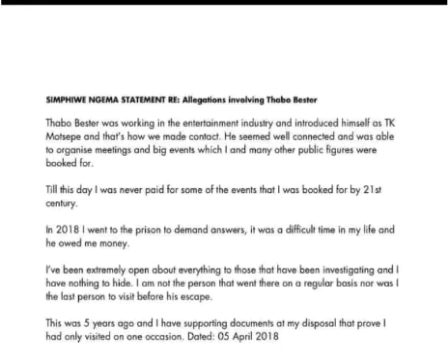 SIMPHIWE NGEMA STATEMENT RE: Allegations involving Thabo Bester
Thabo Bester was working in the entertainment industry and introduced himself as TK
Motsepe and that's how we made contact. He seemed well connected and was able
to organise meetings and big events which I and many other public figures were
booked for.
Till this day I was never paid for some of the events that I was booked for by 21st
century.
In 2018 I went to the prison to demand answers, it was a difficult time in my life and
he owed me money.
I've been extremely open about everything to those that have been investigating and I
have nothing to hide. I am not the person that went there on a regular basis nor was I
the last person to visit before his escape.
This was 5 years ago and I have supporting documents at my disposal that prove I
had only visited on one occasion. Dated: 05 April 2018